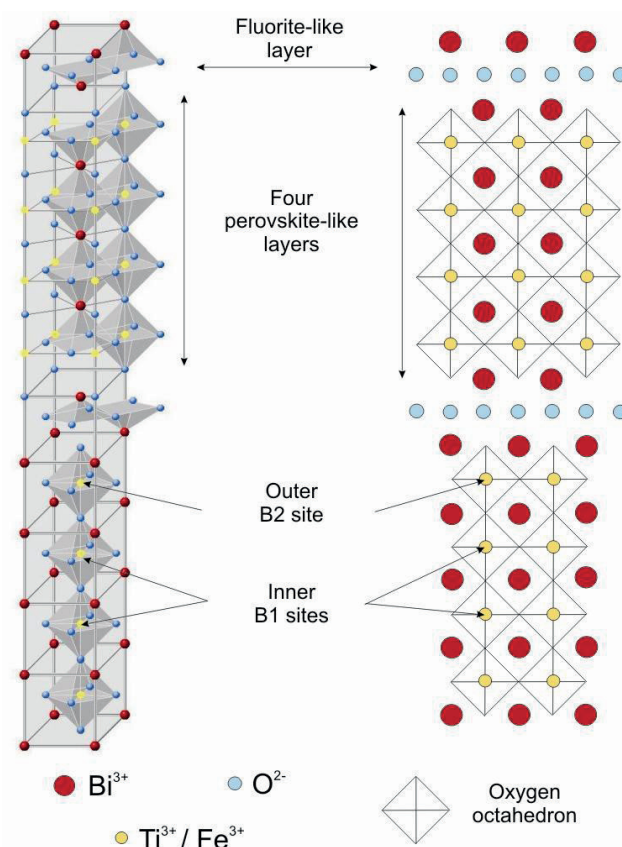 Fluorite-like
layer
Four
perovskite-like
layers
Outer
B2 site
Inner
B1 sites
Bi³⁺
O²⁻
Ti³⁺ / Fe³⁺
Oxygen
octahedron